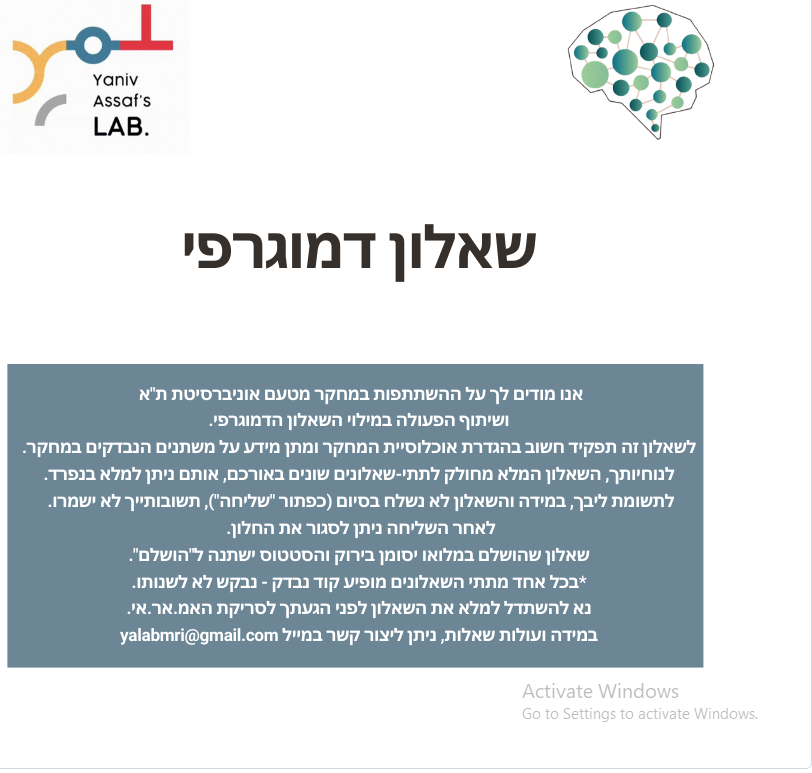 Yaniv
Assaf's
LAB.
שאלון דמוגרפי
אנו מודים לך על ההשתתפות במחקר מטעם אוניברסיטת ת"א
ושיתוף הפעולה במילוי השאלון הדמוגרפי.
לשאלון זה תפקיד חשוב בהגדרת אוכלוסיית המחקר ומתן מידע על משתנים הנבדקים במחקר.
לנוחיותך, השאלון המלא מחולק לתתי-שאלונים שונים באורכם, אותם ניתן למלא בנפרד.
לתשומת ליבך, במידה והשאלון לא נשלח בסיום (כפתור "שליחה"), תשובותייך לא ישמרו.
לאחר השליחה ניתן לסגור את החלון.
שאלון שהושלם במלואו יסומן בירוק והסטטוס ישתנה ל"הושלם".
*בכל אחד מתתי השאלונים מופיע קוד נבדק - נבקש לא לשנותו.
נא להשתדל למלא את השאלון לפני הגעתך לסריקת האמ.אר.אי.
במידה ועולות שאלות, ניתן ליצור קשר במייל yalabmri@gmail.com
Activate Windows
Go to Settings to activate Windows.